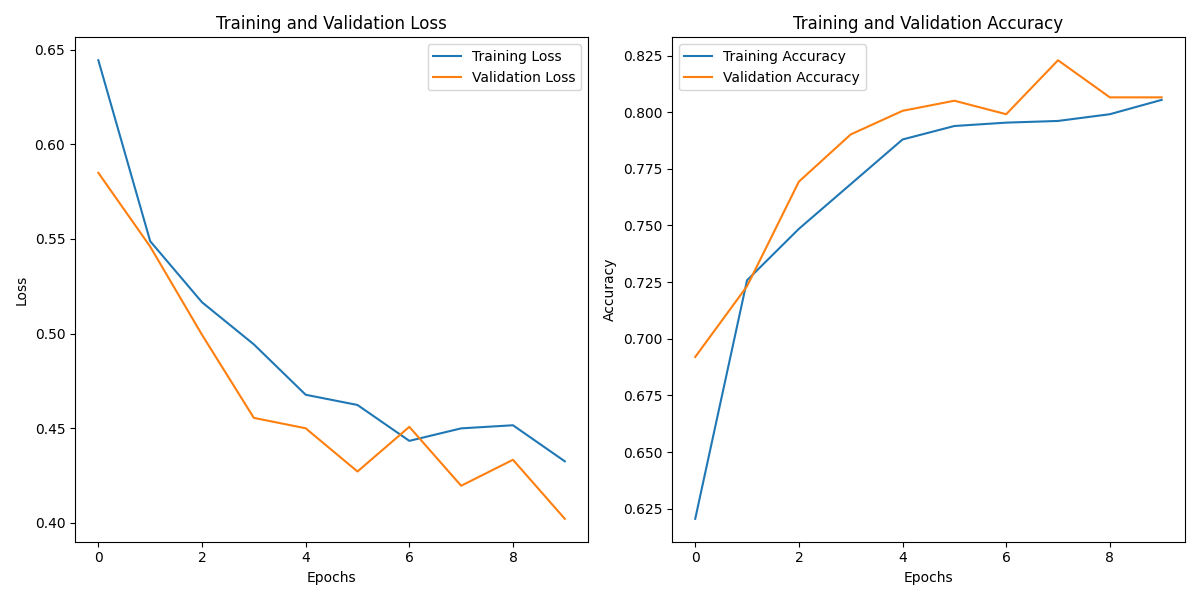 Training and Validation Loss
Training Loss
Validation Loss
0.65
0.60
0.55
0.50
0.45
0.40
Loss
0 2 4 6 8
Epochs
Training and Validation Accuracy
Training Accuracy
Validation Accuracy
0.825
0.800
0.775
0.750
0.725
0.700
0.675
0.650
0.625
Accuracy
0 2 4 6 8
Epochs